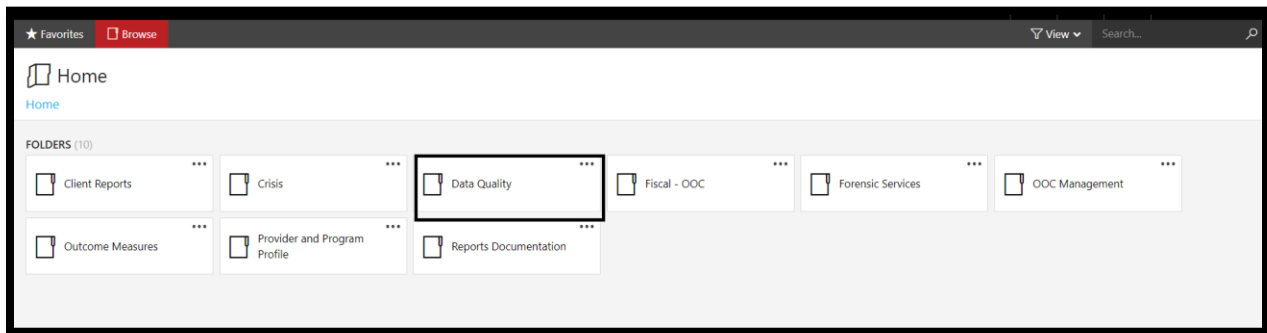 Favorites Browse View Search...
Home
Home
FOLDERS (10)
Client Reports Crisis Data Quality Fiscal - OOC Forensic Services OOC Management
Outcome Measures Provider and Program Profile Reports Documentation